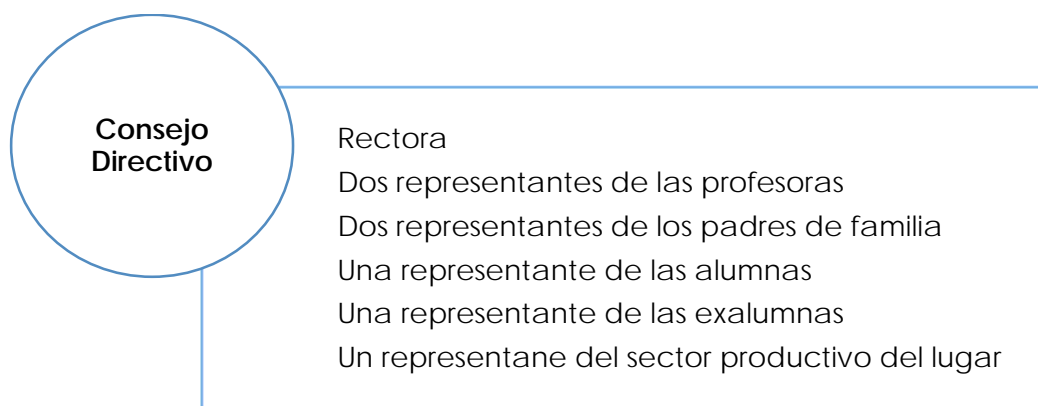 Consejo
Directivo
Rectora
Dos representantes de las profesoras
Dos representantes de los padres de familia
Una representante de las alumnas
Una representante de las exalumnas
Un representane del sector productivo del lugar